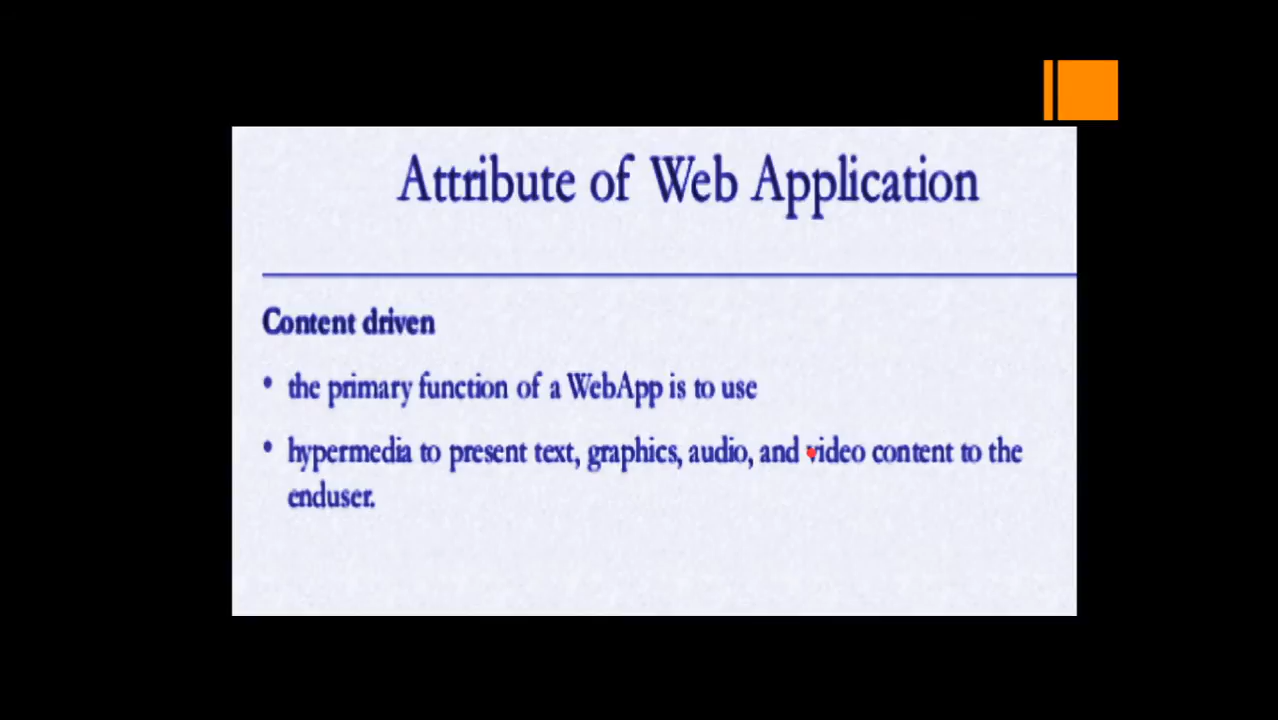 Attribute of Web Application
Content driven
• the primary function of a WebApp is to use
• hypermedia to present text, graphics, audio, and video content to the
enduser.